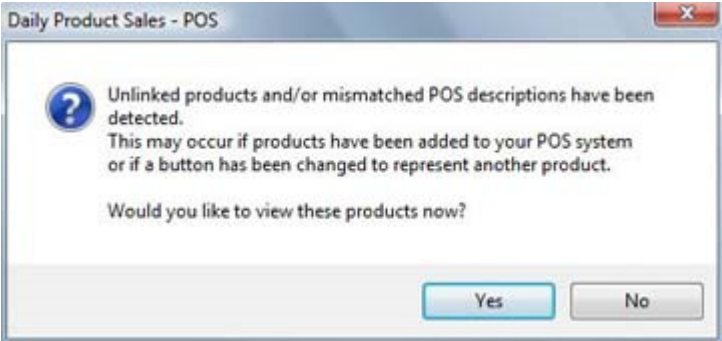 Daily Product Sales - POS
Unlinked products and/or mismatched POS descriptions have been
detected.
This may occur if products have been added to your POS system
or if a button has been changed to represent another product.
Would you like to view these products now?
Yes
No